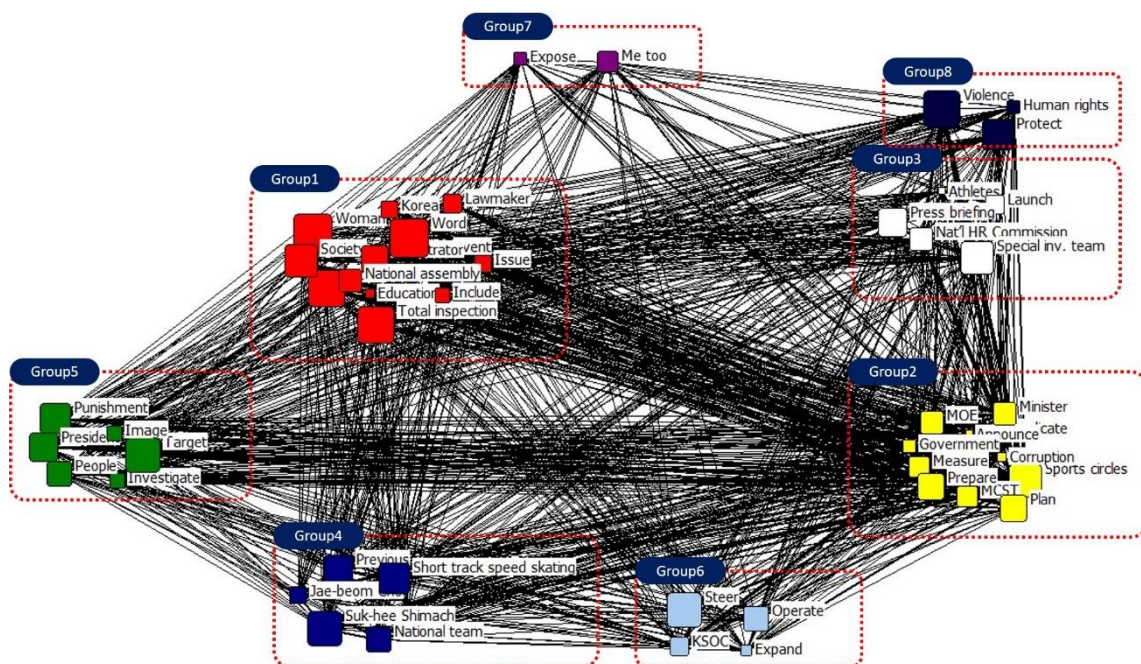 Group7
Expose
Me too
Group8
Violence
Human rights
Protect
Group3
Athletes
Launch
Press briefing
Nat'l HR Commission
Special inv. team
Group1
Korea
Lawmaker
Woman
Word
Society
Issue
National assembly
Education
Include
Total inspection
Group5
Punishment
Image
Target
People
Investigate
Group2
MOE
Minister
Announce
Government
Corruption
Measure
Sports circles
Prepare
MCST
Plan
Group4
Previous
Short track speed skating
Jae-beom
Suk-hee Shim
National team
Group6
Steer
Operate
KSOC
Expand